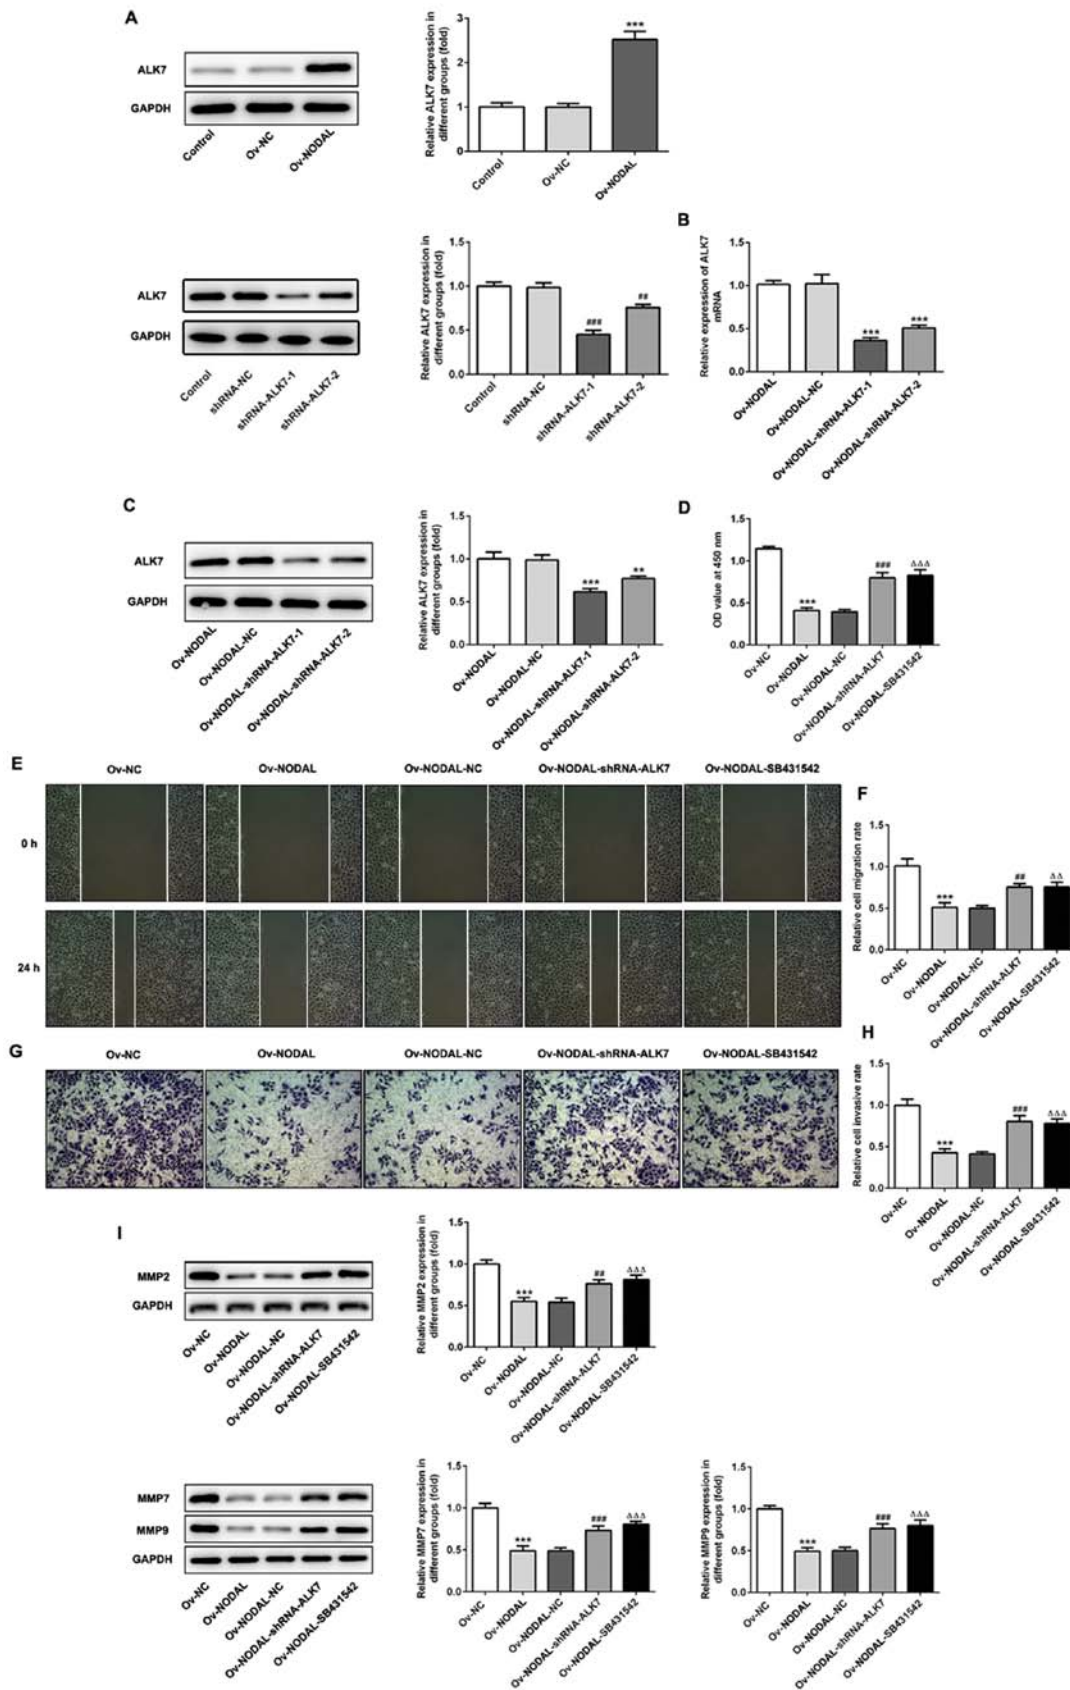 A
ALK7
GAPDH
Control
Ov-NC
Ov-NODAL
Relative ALK7 expression in
different groups (fold)
3
2
1
0
***
Control
Ov-NC
Ov-NODAL
ALK7
GAPDH
Control
shRNA-NC
shRNA-ALK7-1
shRNA-ALK7-2
Relative ALK7 expression in
different groups (fold)
1.5
1.0
0.5
0.0
###
##
Control
shRNA-NC
shRNA-ALK7-1
shRNA-ALK7-2
B
Relative expression of ALK7
mRNA
1.5
1.0
0.5
0.0
***
***
Ov-NODAL
Ov-NODAL-NC
Ov-NODAL-shRNA-ALK7-1
Ov-NODAL-shRNA-ALK7-2
C
ALK7
GAPDH
Ov-NODAL
Ov-NODAL-NC
Ov-NODAL-shRNA-ALK7-1
Ov-NODAL-shRNA-ALK7-2
Relative ALK7 expression in
different groups (fold)
1.5
1.0
0.5
0.0
***
**
Ov-NODAL
Ov-NODAL-NC
Ov-NODAL-shRNA-ALK7-1
Ov-NODAL-shRNA-ALK7-2
D
OD value at 450 nm
1.5
1.0
0.5
0.0
***
###
ΔΔΔ
Ov-NC
Ov-NODAL
Ov-NODAL-NC
Ov-NODAL-shRNA-ALK7
Ov-NODAL-SB431542
E
Ov-NC
Ov-NODAL
Ov-NODAL-NC
Ov-NODAL-shRNA-ALK7
Ov-NODAL-SB431542
0 h
24 h
F
Relative cell migration rate
1.5
1.0
0.5
0.0
***
##
ΔΔ
Ov-NC
Ov-NODAL
Ov-NODAL-NC
Ov-NODAL-shRNA-ALK7
Ov-NODAL-SB431542
G
Ov-NC
Ov-NODAL
Ov-NODAL-NC
Ov-NODAL-shRNA-ALK7
Ov-NODAL-SB431542
H
Relative cell invasive rate
1.5
1.0
0.5
0.0
***
###
ΔΔΔ
Ov-NC
Ov-NODAL
Ov-NODAL-NC
Ov-NODAL-shRNA-ALK7
Ov-NODAL-SB431542
I
MMP2
GAPDH
Ov-NC
Ov-NODAL
Ov-NODAL-NC
Ov-NODAL-shRNA-ALK7
Ov-NODAL-SB431542
Relative MMP2 expression in
different groups (fold)
1.5
1.0
0.5
0.0
***
##
ΔΔΔ
Ov-NC
Ov-NODAL
Ov-NODAL-NC
Ov-NODAL-shRNA-ALK7
Ov-NODAL-SB431542
MMP7
MMP9
GAPDH
Ov-NC
Ov-NODAL
Ov-NODAL-NC
Ov-NODAL-shRNA-ALK7
Ov-NODAL-SB431542
Relative MMP7 expression in
different groups (fold)
1.5
1.0
0.5
0.0
***
###
ΔΔΔ
Ov-NC
Ov-NODAL
Ov-NODAL-NC
Ov-NODAL-shRNA-ALK7
Ov-NODAL-SB431542
Relative MMP9 expression in
different groups (fold)
1.5
1.0
0.5
0.0
***
###
ΔΔΔ
Ov-NC
Ov-NODAL
Ov-NODAL-NC
Ov-NODAL-shRNA-ALK7
Ov-NODAL-SB431542